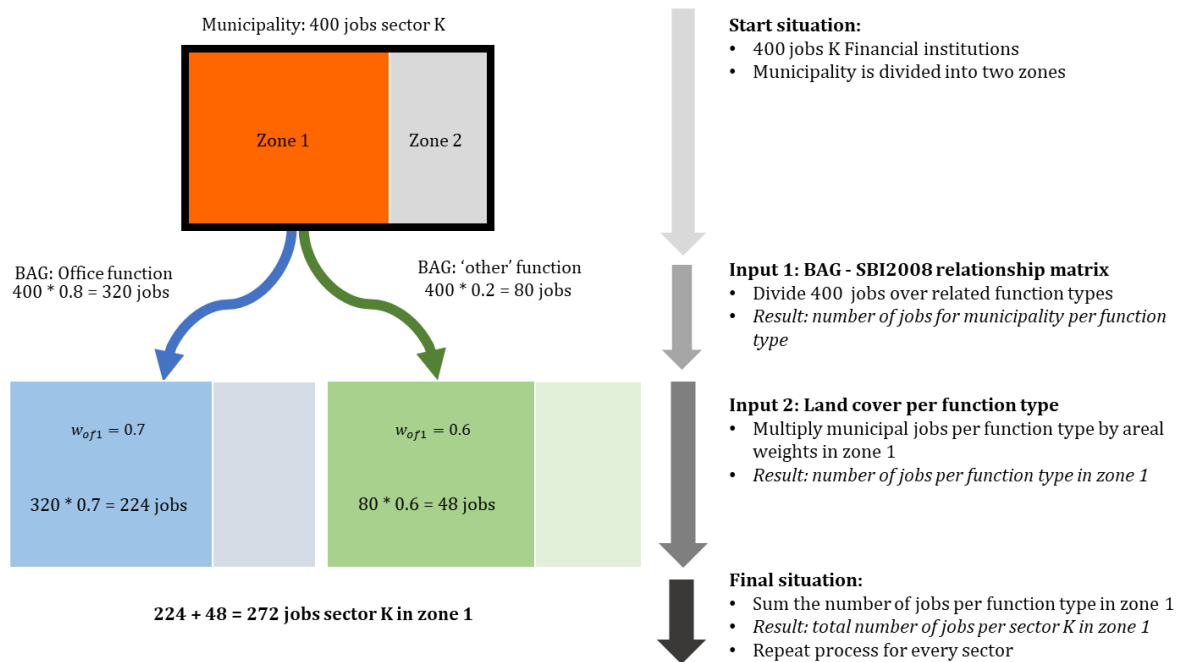 Municipality: 400 jobs sector K
Zone 1
Zone 2
BAG: Office function
400 * 0.8 = 320 jobs
BAG: ‘other’ function
400 * 0.2 = 80 jobs
w_of1 = 0.7
320 * 0.7 = 224 jobs
w_of1 = 0.6
80 * 0.6 = 48 jobs
224 + 48 = 272 jobs sector K in zone 1
Start situation:
• 400 jobs K Financial institutions
• Municipality is divided into two zones
Input 1: BAG - SBI2008 relationship matrix
• Divide 400 jobs over related function types
• Result: number of jobs for municipality per function
type
Input 2: Land cover per function type
• Multiply municipal jobs per function type by areal
weights in zone 1
• Result: number of jobs per function type in zone 1
Final situation:
• Sum the number of jobs per function type in zone 1
• Result: total number of jobs per sector K in zone 1
• Repeat process for every sector